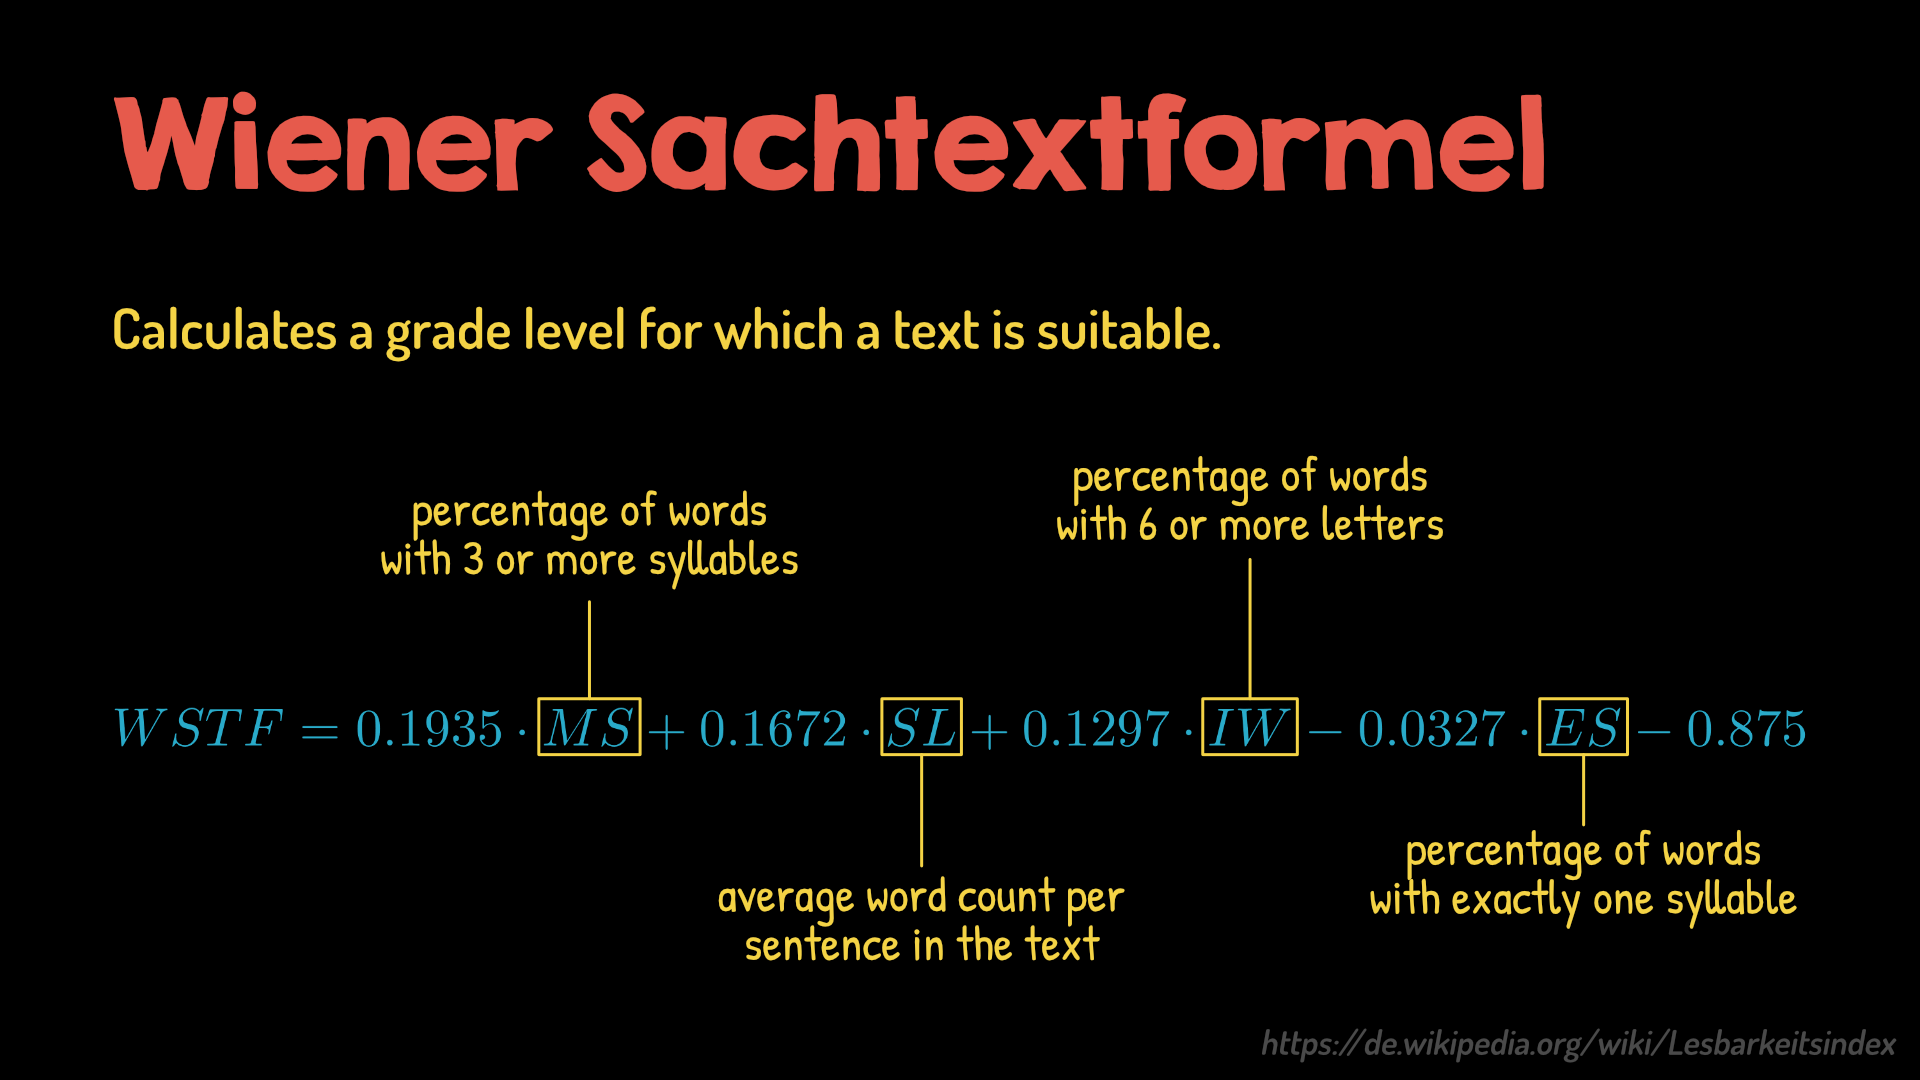 Wiener Sachtextformel
Calculates a grade level for which a text is suitable.
percentage of words
with 3 or more syllables
percentage of words
with 6 or more letters
WSTF = 0.1935 · MS + 0.1672 · SL + 0.1297 · IW − 0.0327 · ES − 0.875
average word count per
sentence in the text
percentage of words
with exactly one syllable
https://de.wikipedia.org/wiki/Lesbarkeitsindex